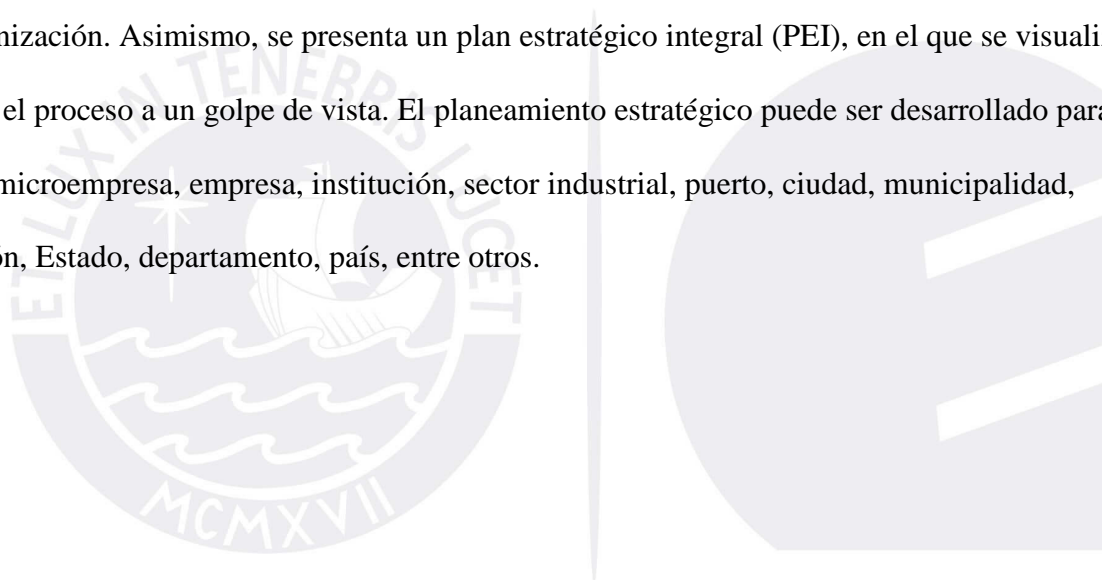 nización. Asimismo, se presenta un plan estratégico integral (PEI), en el que se visuali
el proceso a un golpe de vista. El planeamiento estratégico puede ser desarrollado para
microempresa, empresa, institución, sector industrial, puerto, ciudad, municipalidad,
ón, Estado, departamento, país, entre otros.
ET LUX IN TENEBRIS LUCET
MCMXVII